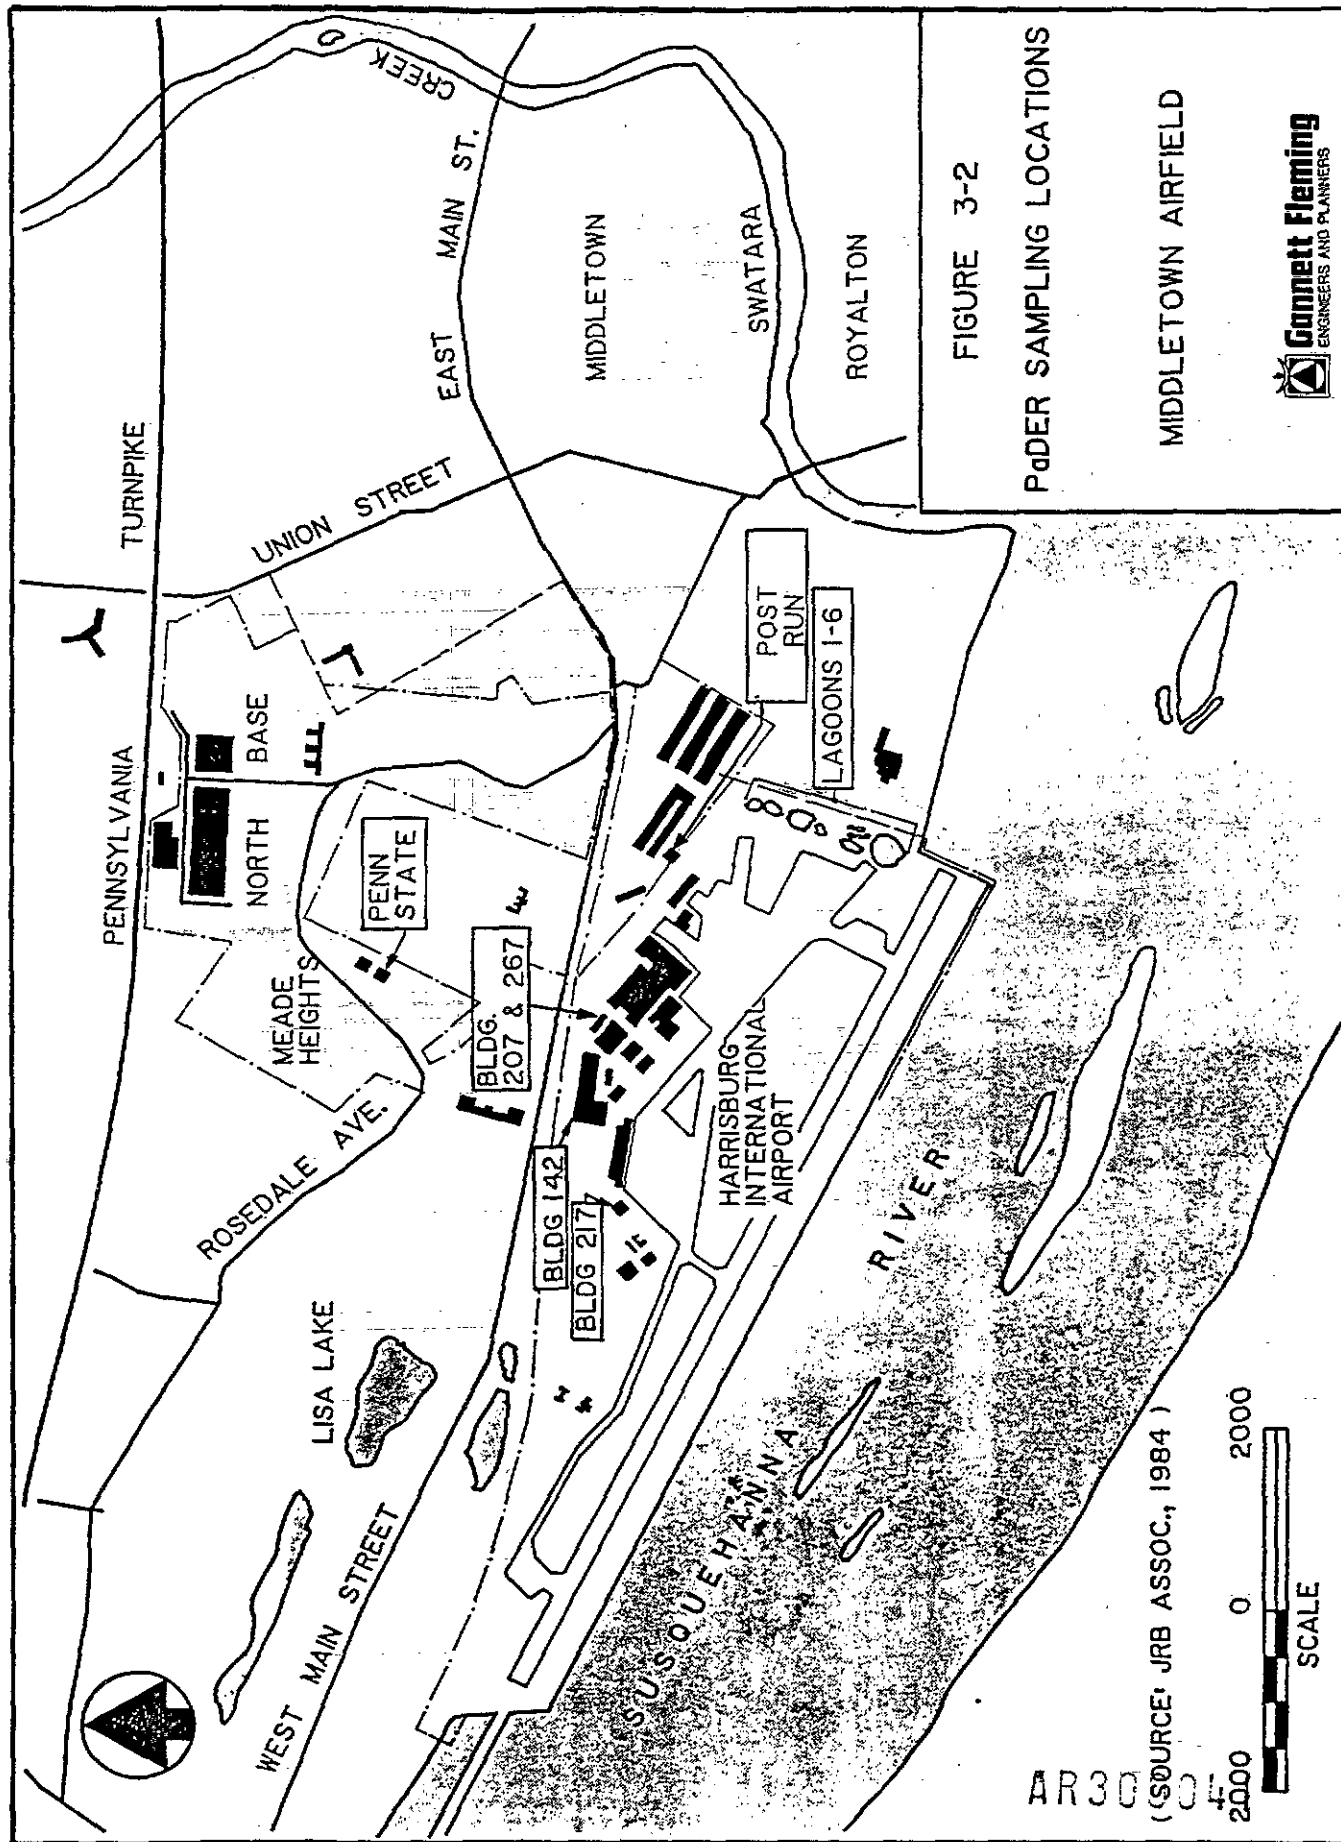 PENNSYLVANIA
TURNPIKE
CREEK
EAST MAIN ST.
UNION STREET
MIDDLETOWN
SWATARA
ROYALTON
NORTH BASE
PENN
STATE
MEADE
HEIGHTS
BLDG.
207 & 267
ROSEDALE AVE.
BLDG 142
BLDG 217
LISA LAKE
WEST MAIN STREET
POST
RUN
LAGOONS 1-6
HARRISBURG
INTERNATIONAL
AIRPORT
SUSQUEHANNA RIVER
(SOURCE: JRB ASSOC., 1984 )
2000 0 2000
SCALE
FIGURE 3-2
PaDER SAMPLING LOCATIONS
MIDDLETOWN AIRFIELD
Gannett Fleming
ENGINEERS AND PLANNERS